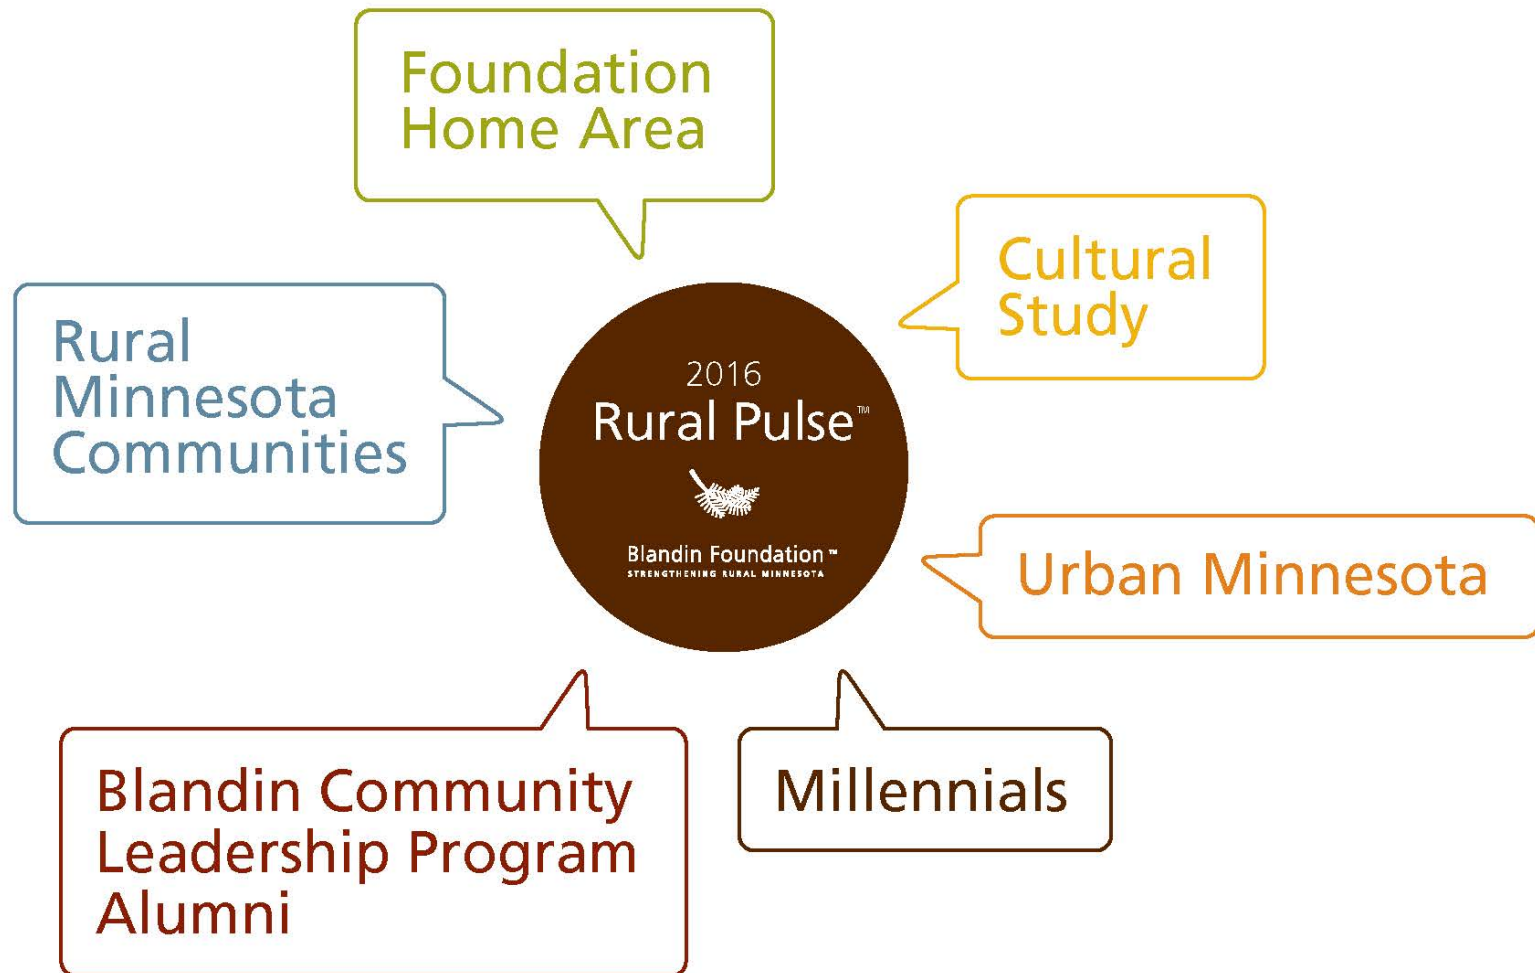 Foundation
Home Area
Cultural
Study
Rural
Minnesota
Communities
2016
Rural Pulse™
Blandin Foundation™
STRENGTHENING RURAL MINNESOTA
Urban Minnesota
Blandin Community
Leadership Program
Alumni
Millennials